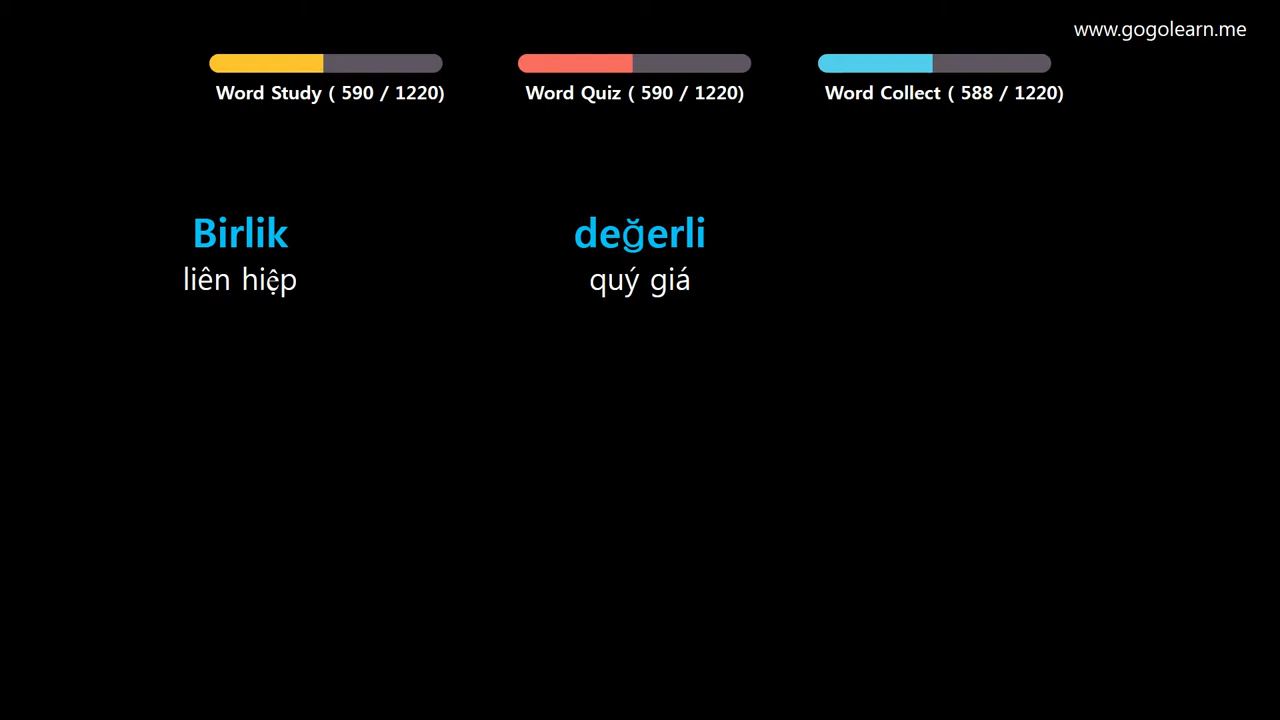 www.gogolearn.me
Word Study ( 590 / 1220)
Word Quiz ( 590 / 1220)
Word Collect ( 588 / 1220)
Birlik
liên hiệp
değerli
quý giá